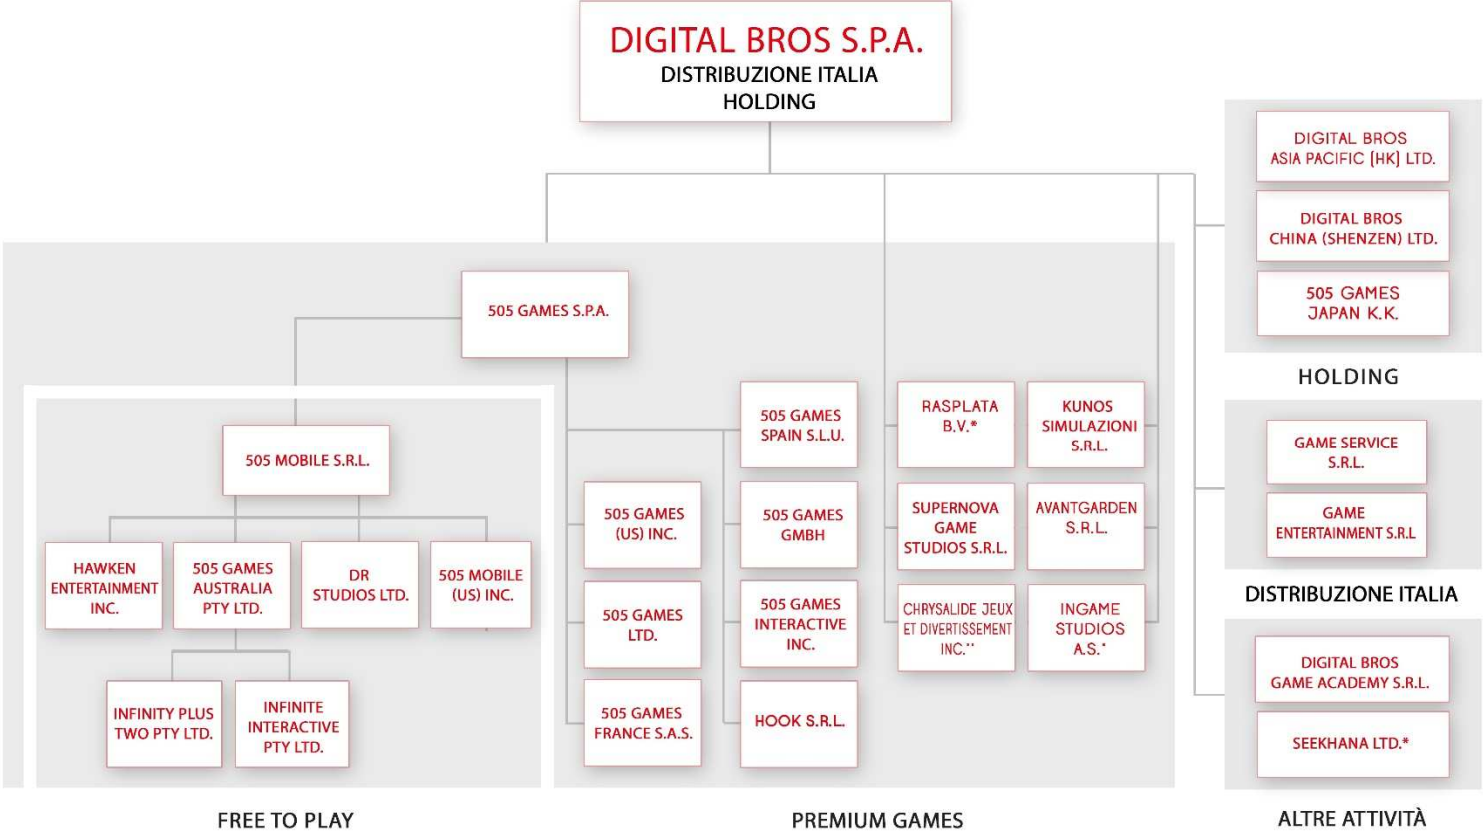 DIGITAL BROS S.P.A.
DISTRIBUZIONE ITALIA
HOLDING
DIGITAL BROS
ASIA PACIFIC (HK) LTD.
DIGITAL BROS
CHINA (SHENZEN) LTD.
505 GAMES
JAPAN K.K.
HOLDING
505 GAMES S.P.A.
505 MOBILE S.R.L.
HAWKEN
ENTERTAINMENT
INC.
505 GAMES
AUSTRALIA
PTY LTD.
DR
STUDIOS LTD.
505 MOBILE
(US) INC.
INFINITY PLUS
TWO PTY LTD.
INFINITE
INTERACTIVE
PTY LTD.
FREE TO PLAY
505 GAMES
(US) INC.
505 GAMES
LTD.
505 GAMES
FRANCE S.A.S.
505 GAMES
SPAIN S.L.U.
505 GAMES
GMBH
505 GAMES
INTERACTIVE
INC.
HOOK S.R.L.
RASPLATA
B.V.*
SUPERNOVA
GAME
STUDIOS S.R.L.
CHRYSALIDE JEUX
ET DIVERTISSEMENT
INC.**
KUNOS
SIMULAZIONI
S.R.L.
AVANTGARDEN
S.R.L.
INGAME
STUDIOS
A.S.*
PREMIUM GAMES
GAME SERVICE
S.R.L.
GAME
ENTERTAINMENT S.R.L
DISTRIBUZIONE ITALIA
DIGITAL BROS
GAME ACADEMY S.R.L.
SEEKHANA LTD.*
ALTRE ATTIVITÀ